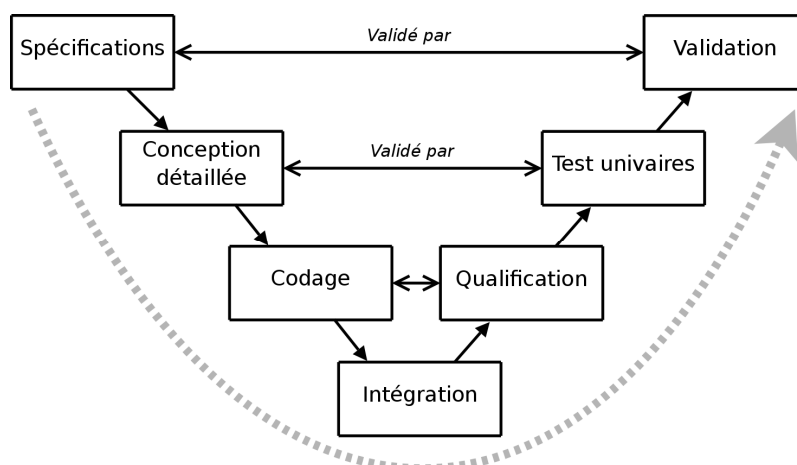 Spécifications
Validé par
Validation
Conception
détaillée
Validé par
Test univaires
Codage
Qualification
Intégration